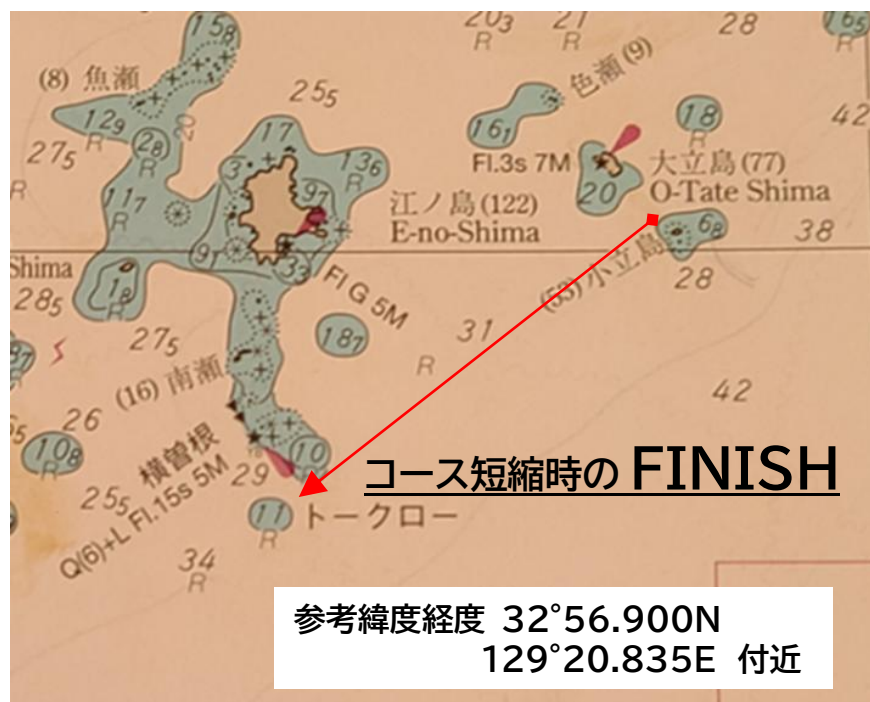 15₈
20₃
R
21
R
28
16₅
R
(8) 魚瀬
25₅
色瀬(9)
12₉
R
20
28
R
17
16₁
18
R
42
27₅
3
13₆
R
Fl.3s 7M
大立島(77)
O-Tate Shima
R
11₇
R
9₇
20
江ノ島(122)
E-no-Shima
6₈
38
9₁
33
Shima
28₅
18
R
Fl G 5M
(53)小立島
28
27₅
18₇
31
R
8₇
R
(16) 南瀬
42
26
10₈
R
横曽根
29
10
R
コース短縮時の FINISH
25₅
Q(6)+L Fl.15s 5M
11
R
トークロー
34
R
参考緯度経度 32°56.900N
129°20.835E 付近